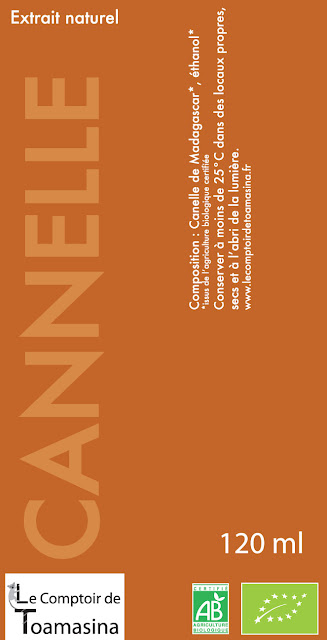 Extrait naturel
CANNELLE
Composition : Canelle de Madagascar*, éthanol*
*issus de l'agriculture biologique certifiée
Conserver à moins de 25°C dans des locaux propres,
secs et à l'abri de la lumière.
www.lecomptoirdetoamasina.fr
120 ml
Le Comptoir de
Toamasina
CERTIFIÉ
AB
AGRICULTURE
BIOLOGIQUE